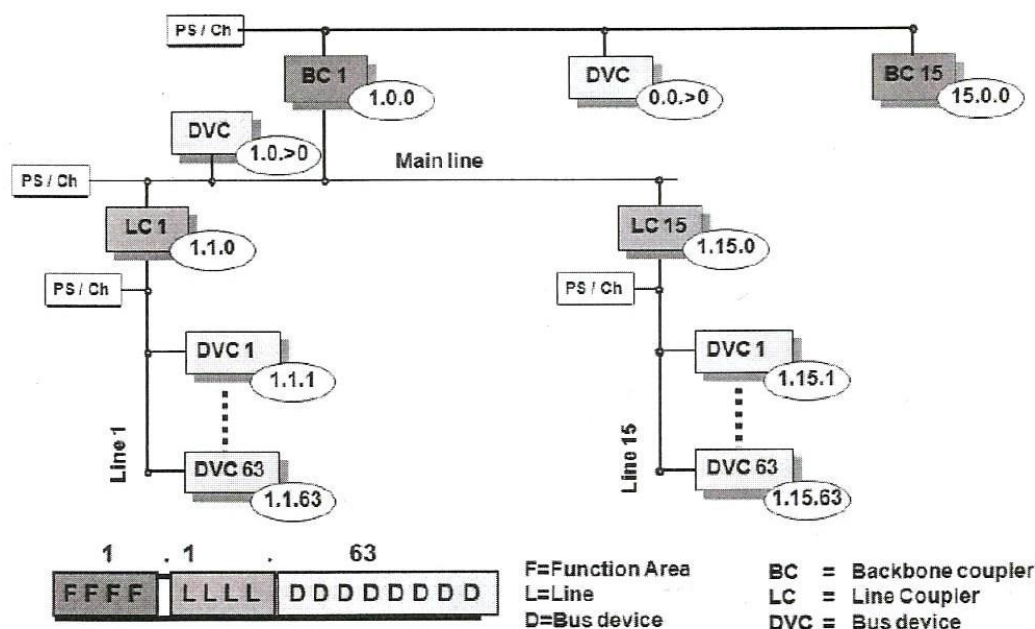 PS / Ch
BC 1
1.0.0
DVC
0.0.>0
BC 15
15.0.0
DVC
1.0.>0
Main line
PS / Ch
LC 1
1.1.0
LC 15
1.15.0
PS / Ch
PS / Ch
DVC 1
1.1.1
DVC 1
1.15.1
Line 1
Line 15
DVC 63
1.1.63
DVC 63
1.15.63
1 . 1 . 63
F F F F L L L L D D D D D D D D
F=Function Area
L=Line
D=Bus device
BC = Backbone coupler
LC = Line Coupler
DVC = Bus device